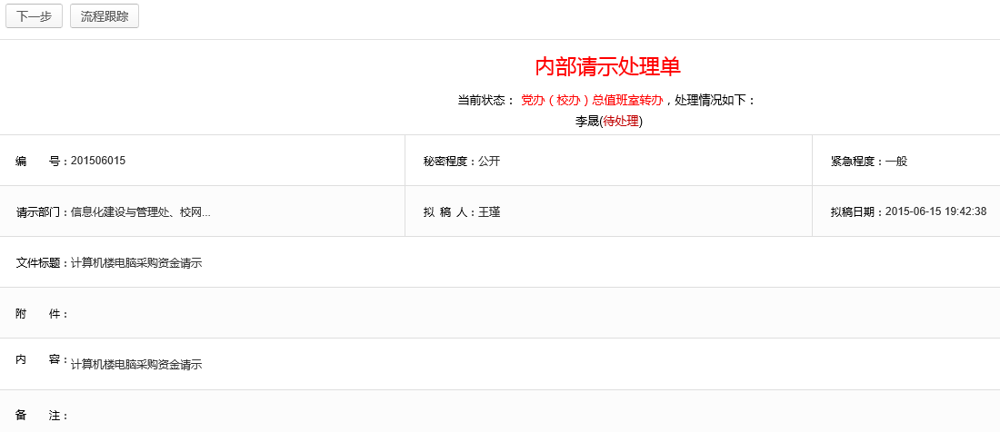 下一步 流程跟踪
内部请示处理单
当前状态： 党办（校办）总值班室转办，处理情况如下：
李晟(待处理)
编 号：201506015 秘密程度：公开 紧急程度：一般
请示部门：信息化建设与管理处、校网... 拟 稿 人：王瑾 拟稿日期：2015-06-15 19:42:38
文件标题：计算机楼电脑采购资金请示
附 件：
内 容：计算机楼电脑采购资金请示
备 注：